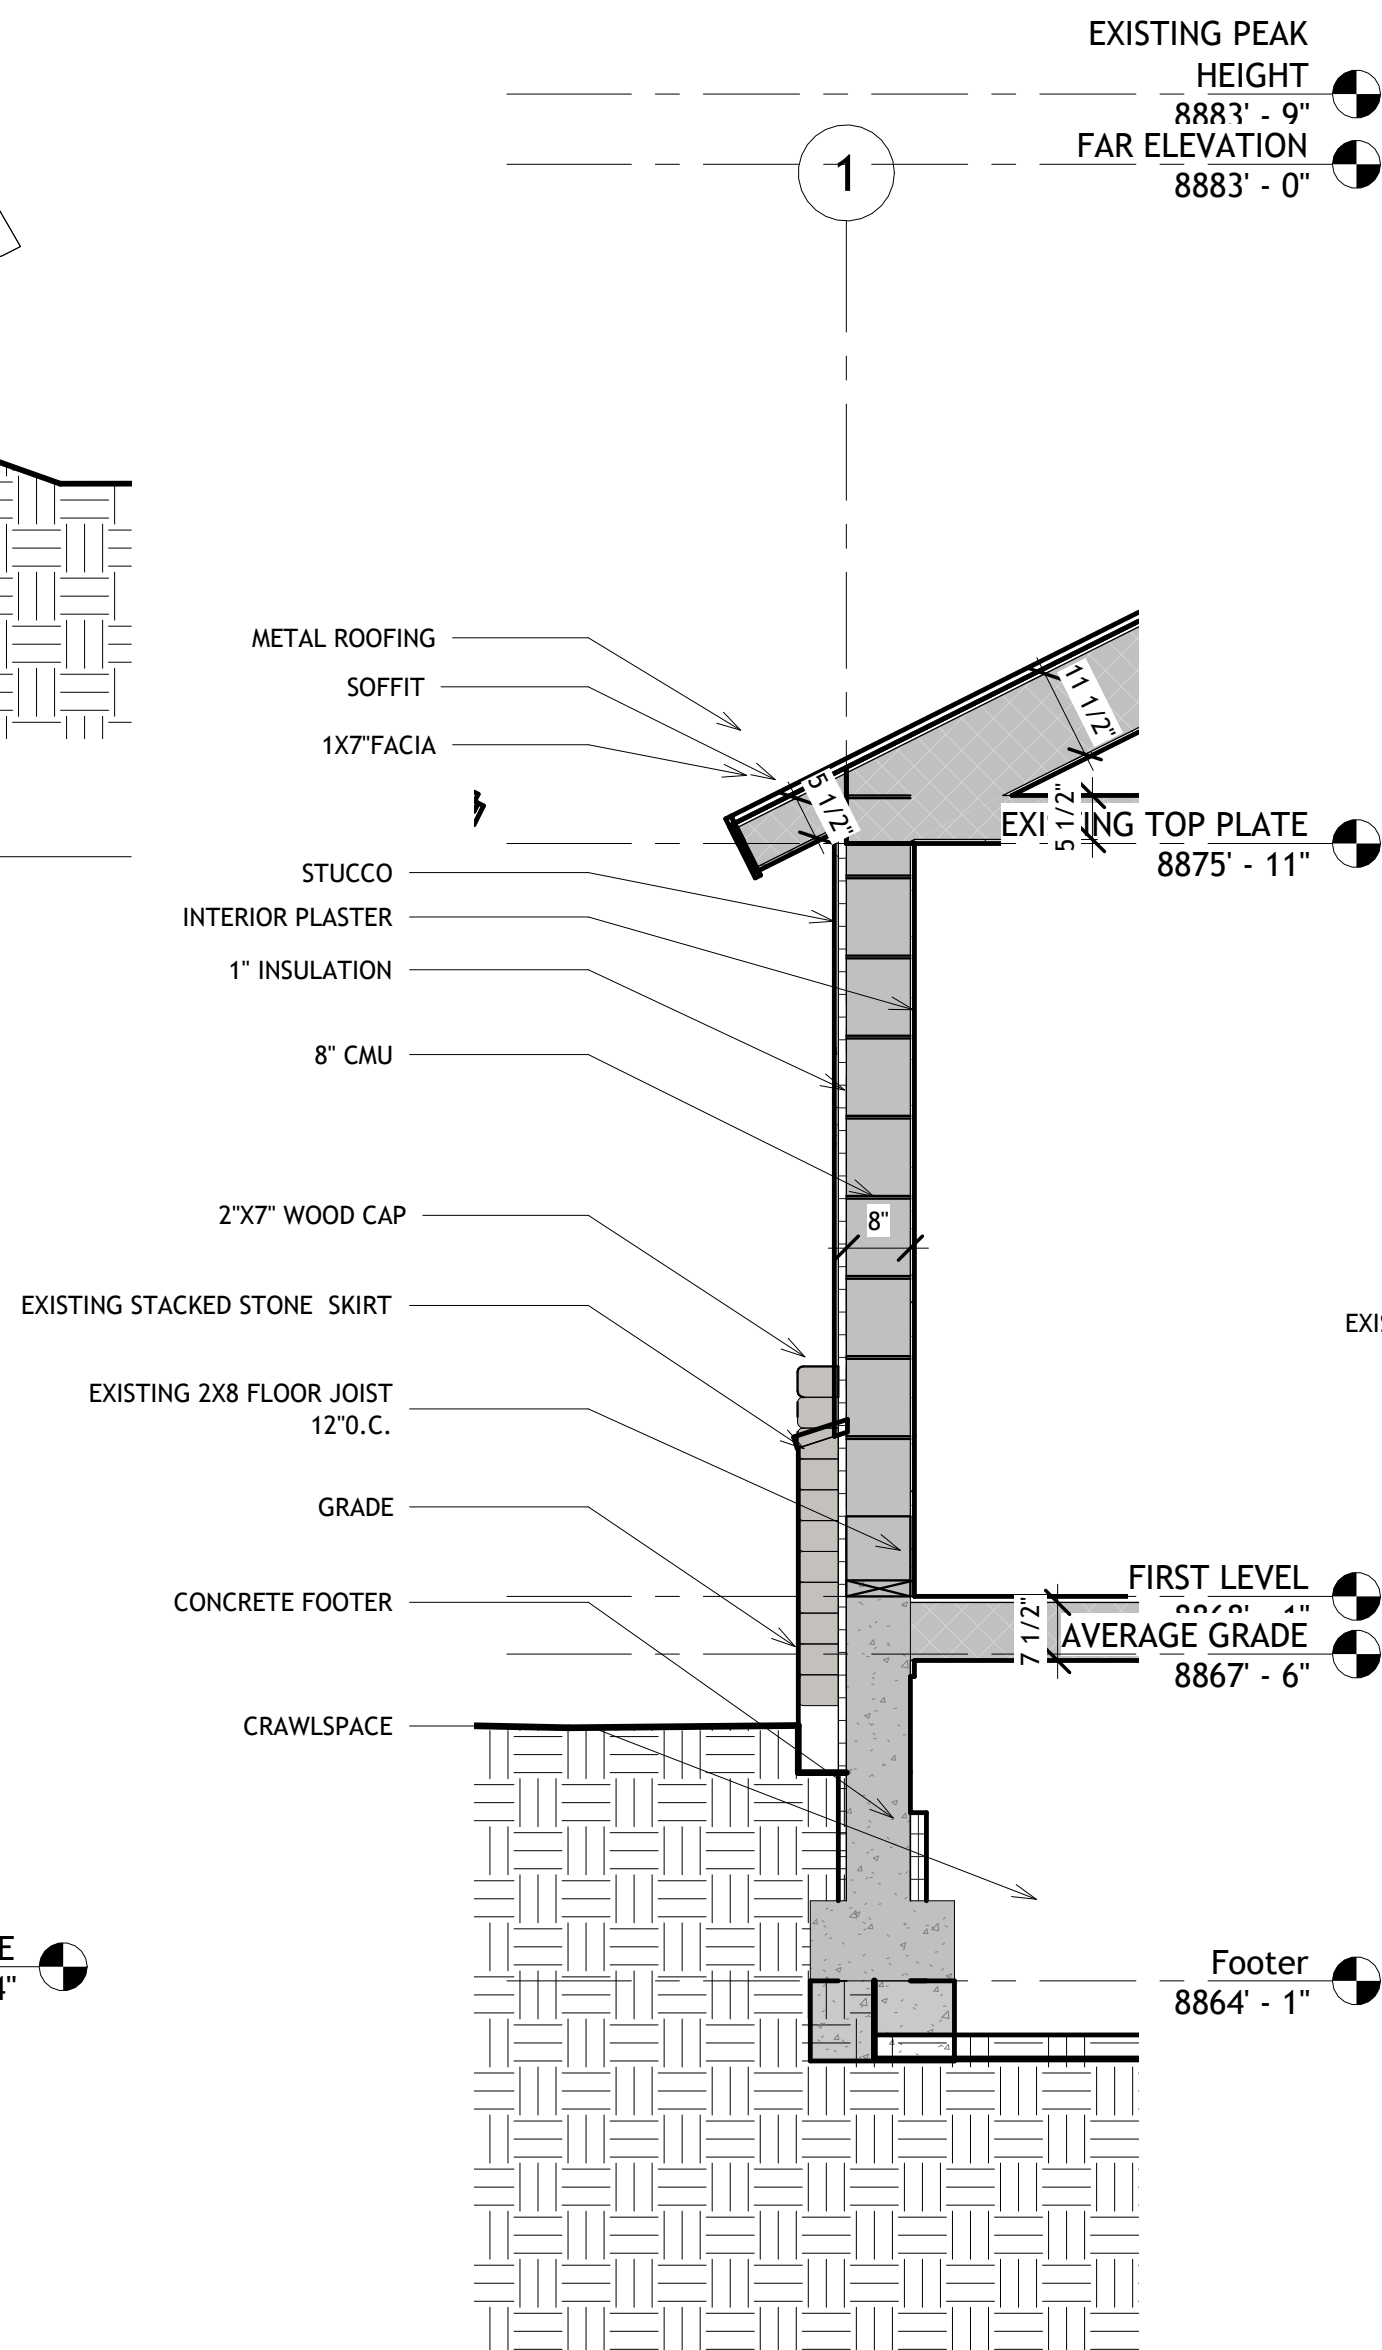 EXISTING PEAK
HEIGHT
8883' - 9"
FAR ELEVATION
8883' - 0"
1
METAL ROOFING
SOFFIT
1X7"FACIA
11 1/2"
5 1/2"
5 1/2"
TOP PLATE
8875' - 11"
STUCCO
INTERIOR PLASTER
1" INSULATION
8" CMU
2"X7" WOOD CAP
8"
EXISTING STACKED STONE  SKIRT
EXISTING 2X8 FLOOR JOIST
12"O.C.
GRADE
CONCRETE FOOTER
CRAWLSPACE
FIRST LEVEL
7 1/2"
AVERAGE GRADE
8867' - 6"
Footer
8864' - 1"